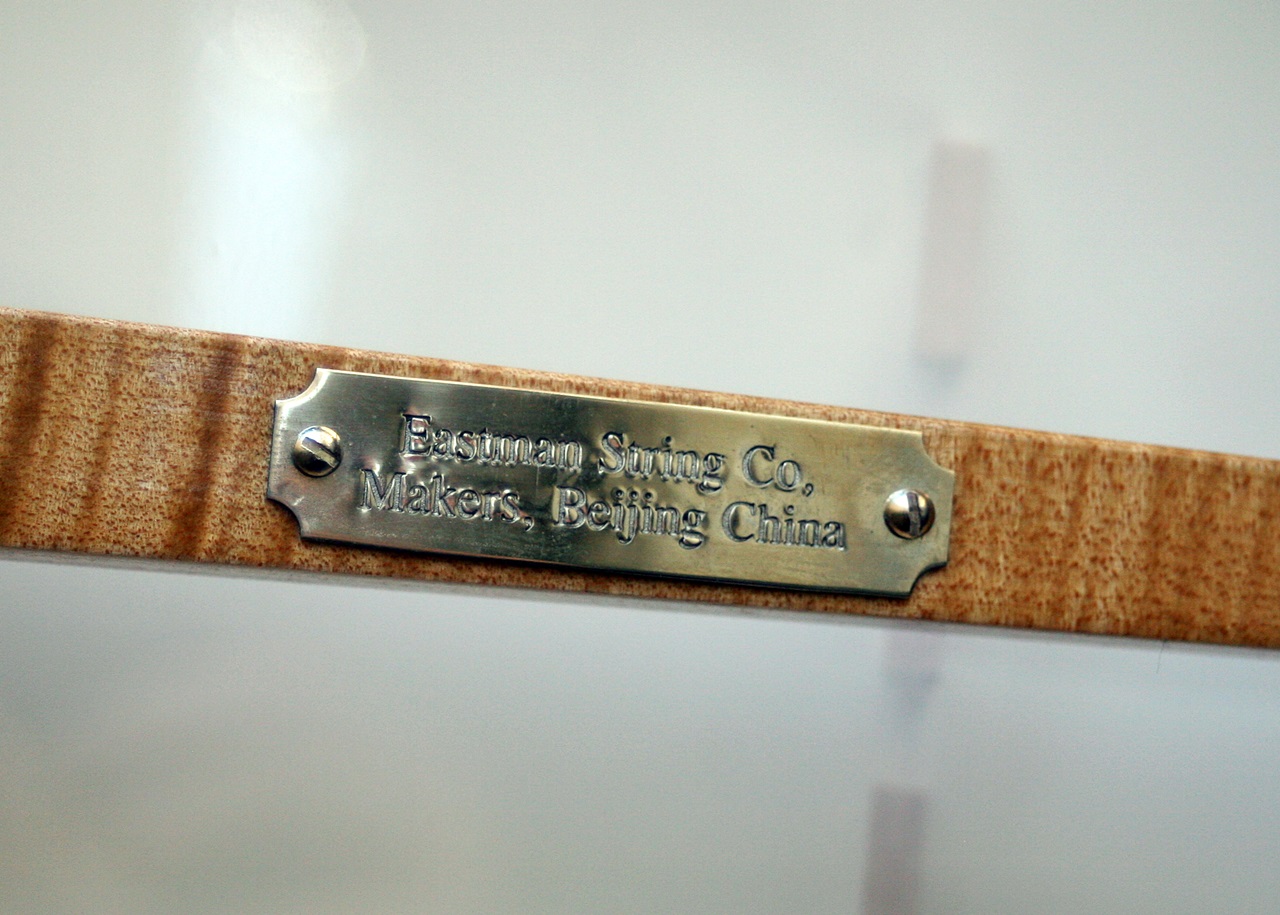 Eastman String Co,
Makers, Beijing China